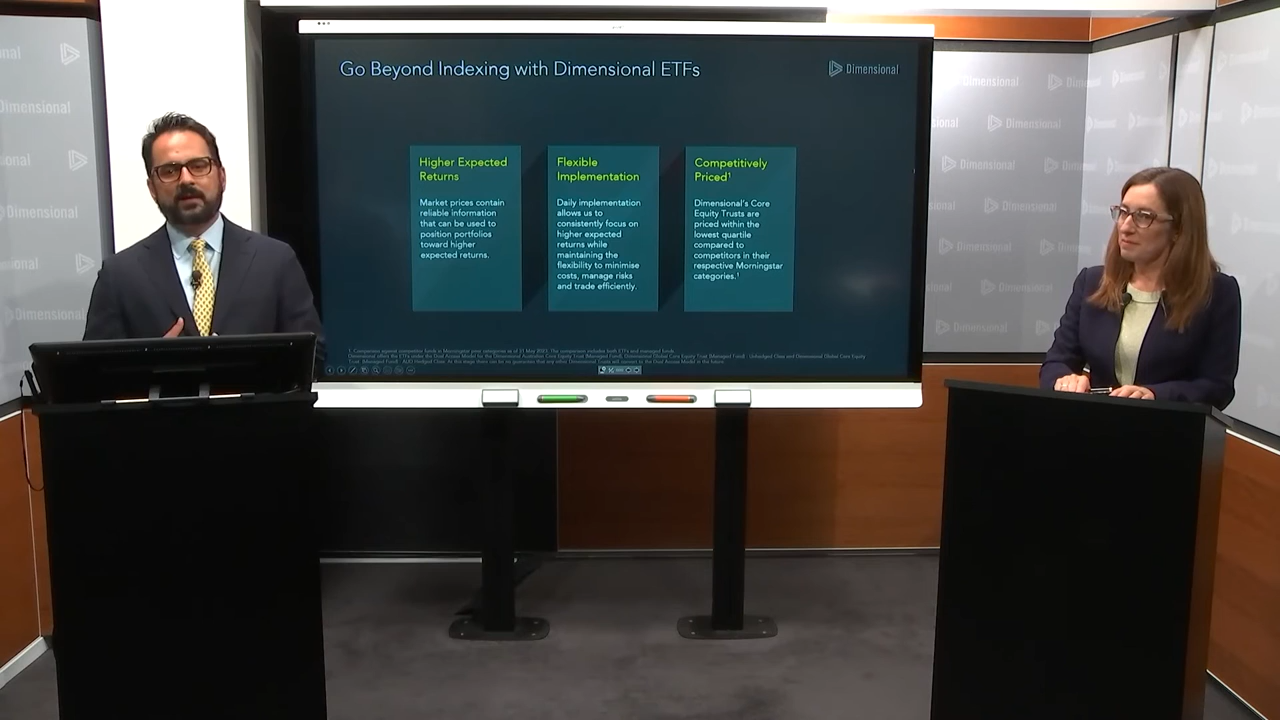 Go Beyond Indexing with Dimensional ETFs
Dimensional
Higher Expected
Returns
Market prices contain
reliable information
that can be used to
position portfolios
toward higher
expected returns.
Flexible
Implementation
Daily implementation
allows us to
consistently focus on
higher expected
returns while
maintaining the
flexibility to minimise
costs, manage risks
and trade efficiently.
Competitively
Priced¹
Dimensional's Core
Equity Trusts are
priced within the
lowest quartile
compared to
competitors in their
respective Morningstar
categories.¹
Dimensional
Dimensional
Dimensional
Dimensional
Dimensional
Dimensional
Dimensional